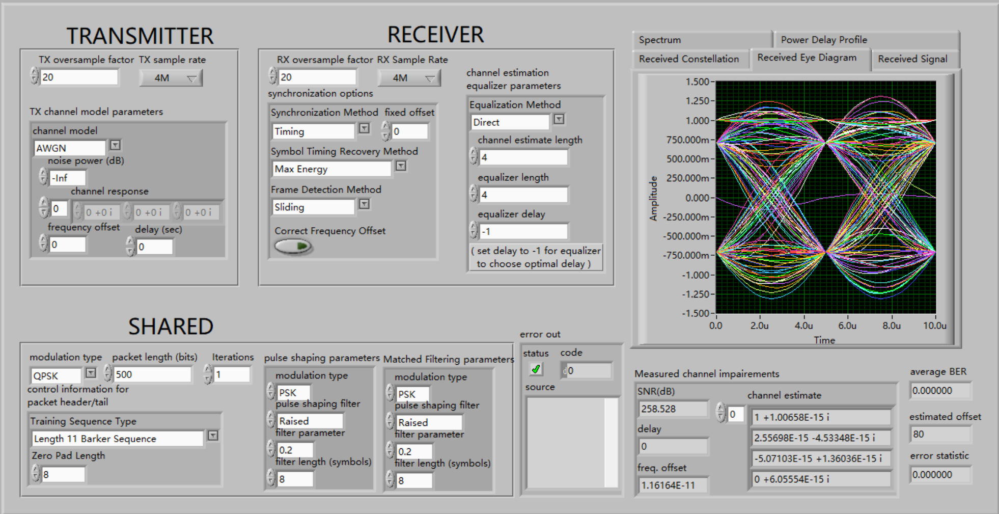 TRANSMITTER
TX oversample factor
TX sample rate
20
4M
TX channel model parameters
channel model
AWGN
noise power (dB)
-Inf
channel response
0
0 +0 i
0 +0 i
0 +0 i
frequency offset
delay (sec)
0
0
RECEIVER
RX oversample factor
RX Sample Rate
20
4M
synchronization options
Synchronization Method
fixed offset
Timing
0
Symbol Timing Recovery Method
Max Energy
Frame Detection Method
Sliding
Correct Frequency Offset
channel estimation
equalizer parameters
Equalization Method
Direct
channel estimate length
4
equalizer length
4
equalizer delay
-1
( set delay to -1 for equalizer
to choose optimal delay )
Spectrum
Power Delay Profile
Received Constellation
Received Eye Diagram
Received Signal
1.500
1.250
1.000
750.000m
500.000m
250.000m
0.000
-250.000m
-500.000m
-750.000m
-1.000
-1.250
-1.500
Amplitude
0.0
2.0u
4.0u
6.0u
8.0u
10.0u
Time
SHARED
modulation type
packet length (bits)
Iterations
QPSK
500
1
control information for
packet header/tail
Training Sequence Type
Length 11 Barker Sequence
Zero Pad Length
8
pulse shaping parameters
modulation type
PSK
pulse shaping filter
Raised
filter parameter
0.2
filter length (symbols)
8
Matched Filtering parameters
modulation type
PSK
pulse shaping filter
Raised
filter parameter
0.2
filter length (symbols)
8
error out
status
code
d0
source
Measured channel impairements
SNR(dB)
258.528
delay
0
freq. offset
1.16164E-11
channel estimate
0
1 +1.00658E-15 i
2.55698E-15 -4.53348E-15 i
-5.07103E-15 +1.36036E-15 i
0 +6.05554E-15 i
average BER
0.000000
estimated offset
80
error statistic
0.000000